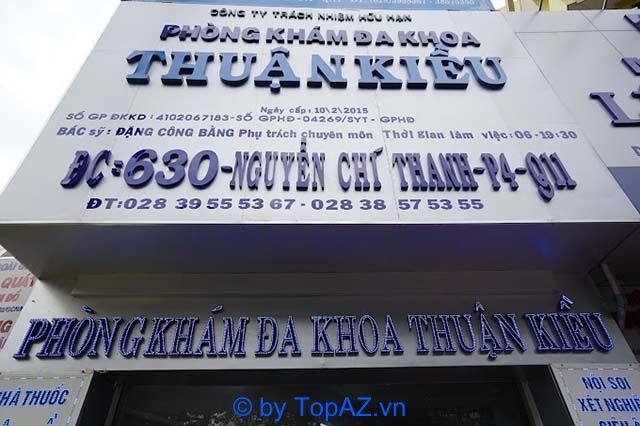 CÔNG TY TRÁCH NHIỆM HỮU HẠN
PHÒNG KHÁM ĐA KHOA
THUẬN KIỀU
Ngày cấp: 10\2\2015
SỐ GP ĐKKD: 4102067183-SỐ GPHĐ-04269/SYT - GPHĐ
BÁC sỹ: ĐẶNG CÔNG BẰNG Phụ trách chuyên môn Thời gian làm việc: 06-19:30
ĐC:630-NGUYỄN CHÍ THANH-P4-Q11
ĐT:028 39 55 53 67 - 028 38 57 53 55
PHÒNG KHÁM ĐA KHOA THUẬN KIỀU
QUÁT
THUỐC
NỘI SOI
XÉT NGHIỆ
© by TopAZ.vn